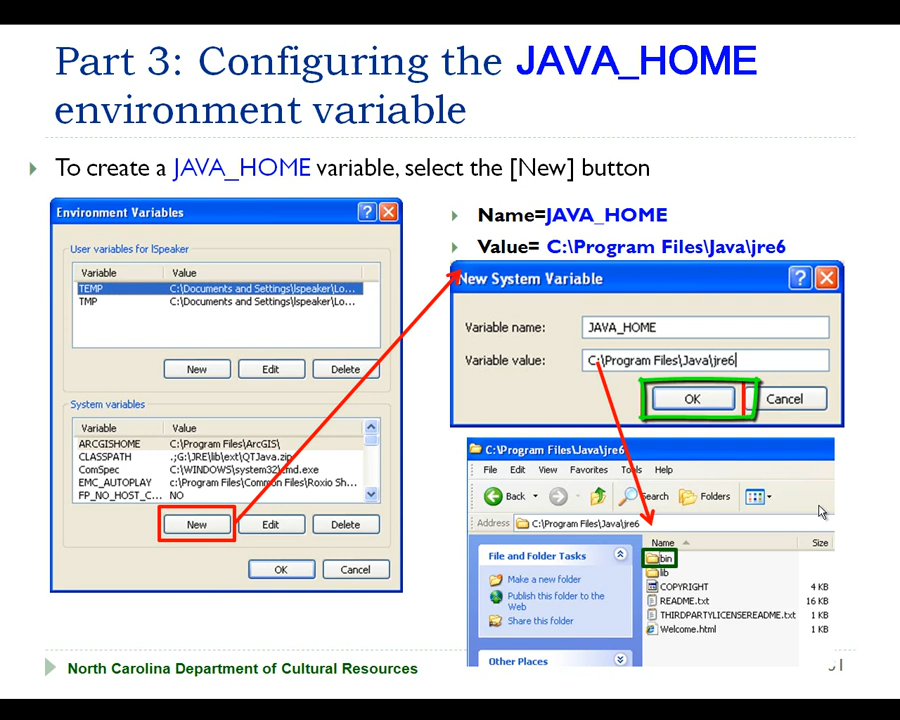 Part 3: Configuring the JAVA_HOME
environment variable
To create a JAVA_HOME variable, select the [New] button
Environment Variables
User variables for lSpeaker
Variable Value
TEMP C:\Documents and Settings\lspeaker\Lo...
TMP C:\Documents and Settings\lspeaker\Lo...
New Edit Delete
System variables
Variable Value
ARCGISHOME C:\Program Files\ArcGIS\
CLASSPATH .;G:\JRE\lib\ext\QTJava.zip
ComSpec C:\WINDOWS\system32\cmd.exe
EMC_AUTOPLAY c:\Program Files\Common Files\Roxio Sh...
FP_NO_HOST_C... NO
New Edit Delete
OK Cancel
Name=JAVA_HOME
Value= C:\Program Files\Java\jre6
New System Variable
Variable name: JAVA_HOME
Variable value: C:\Program Files\Java\jre6
OK Cancel
C:\Program Files\Java\jre6
File Edit View Favorites Tools Help
Back Search Folders
Address C:\Program Files\Java\jre6
File and Folder Tasks
Make a new folder
Publish this folder to the
Web
Share this folder
Other Places
Name Size
bin
lib
COPYRIGHT 4 KB
README.txt 16 KB
THIRDPARTYLICENSEREADME.txt 1 KB
Welcome.html 1 KB
North Carolina Department of Cultural Resources